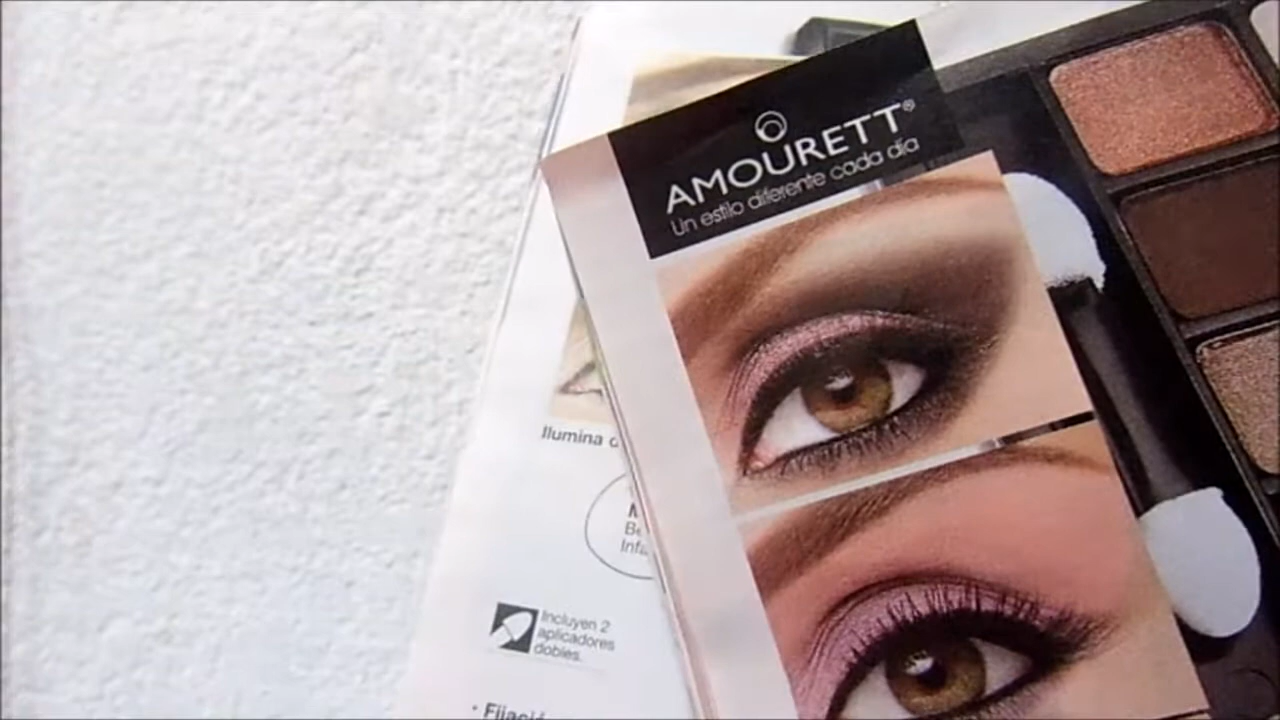 AMOURETT®
Un estilo diferente cada día
Ilumina
Incluyen 2
aplicadores
dobles.